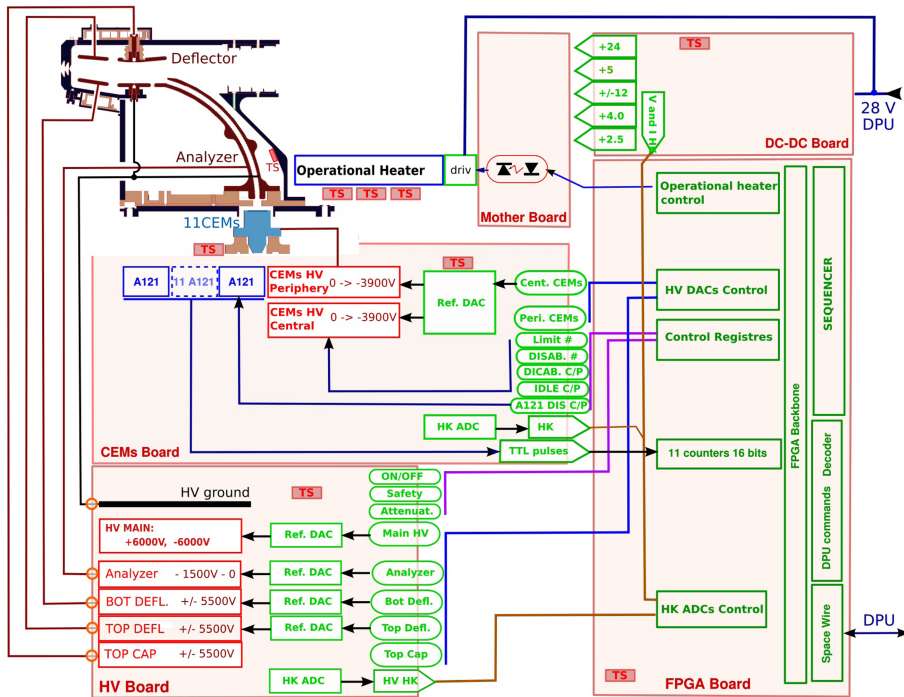 Deflector
Analyzer
TS
11CEMs
Operational Heater
driv
TS TS TS
Mother Board
+24
+5
+/-12
+4.0
+2.5
TS
V and I H
DC-DC Board
28 V
DPU
Operational heater
control
HV DACs Control
Control Registres
11 counters 16 bits
HK ADCs Control
FPGA Backbone
SEQUENCER
DPU commands Decoder
Space Wire
DPU
TS
FPGA Board
TS
A121
11 A121
A121
CEMs HV
Periphery 0 -> -3900V
CEMs HV
Central 0 -> -3900V
TS
Ref. DAC
Cent. CEMs
Peri. CEMs
Limit #
DISAB. #
DICAB. C/P
IDLE C/P
A121 DIS C/P
HK ADC
HK
TTL pulses
CEMs Board
HV ground
TS
ON/OFF
Safety
Attenuat.
HV MAIN:
+6000V, -6000V
Ref. DAC
Main HV
Analyzer - 1500V - 0
Ref. DAC
Analyzer
BOT DEFL. +/- 5500V
Ref. DAC
Bot Defl.
TOP DEFL +/- 5500V
Ref. DAC
Top Defl.
TOP CAP +/- 5500V
Top Cap
HK ADC
HV HK
HV Board